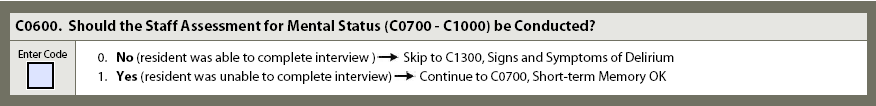 C0600. Should the Staff Assessment for Mental Status (C0700 - C1000) be Conducted?
Enter Code
0. No (resident was able to complete interview ) → Skip to C1300, Signs and Symptoms of Delirium
1. Yes (resident was unable to complete interview) → Continue to C0700, Short-term Memory OK